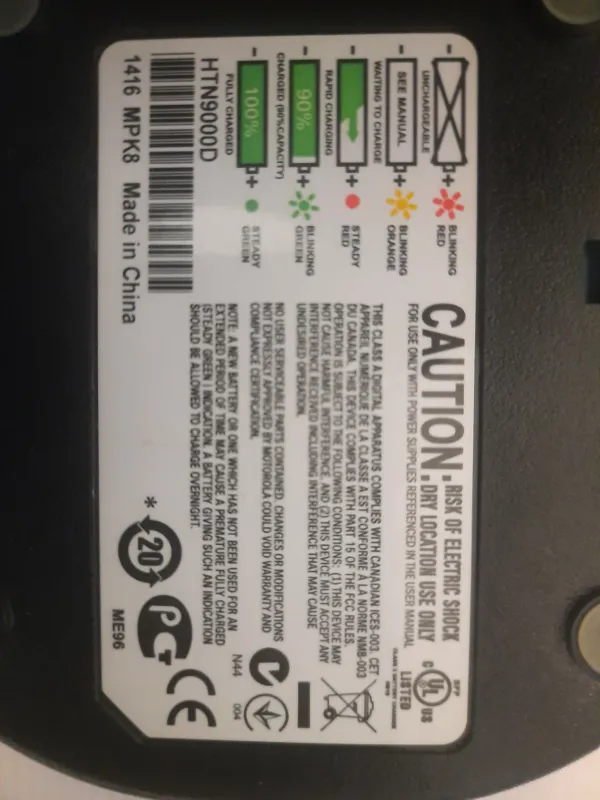 UNCHARGEABLE
BLINKING
RED
SEE MANUAL
WAITING TO CHARGE
BLINKING
ORANGE
RAPID CHARGING
STEADY
RED
90%
CHARGED (90%CAPACITY)
BLINKING
GREEN
100%
FULLY CHARGED
STEADY
GREEN
HTN9000D
1416 MPK8 Made in China
CAUTION
RISK OF ELECTRIC SHOCK
DRY LOCATION USE ONLY
FOR USE ONLY WITH POWER SUPPLIES REFERENCED IN THE USER MANUAL
THIS CLASS A DIGITAL APPARATUS COMPLIES WITH CANADIAN ICES-003. CET
APPAREIL NUMÉRIQUE DE LA CLASSE A EST CONFORME À LA NORME NMB-003
DU CANADA. THIS DEVICE COMPLIES WITH PART 15 OF THE FCC RULES.
OPERATION IS SUBJECT TO THE FOLLOWING CONDITIONS: (1) THIS DEVICE MAY
NOT CAUSE HARMFUL INTERFERENCE, AND (2) THIS DEVICE MUST ACCEPT ANY
INTERFERENCE RECEIVED INCLUDING INTERFERENCE THAT MAY CAUSE
UNDESIRED OPERATION.
NO USER SERVICEABLE PARTS CONTAINED. CHANGES OR MODIFICATIONS
NOT EXPRESSLY APPROVED BY MOTOROLA COULD VOID WARRANTY AND
COMPLIANCE CERTIFICATION.
NOTE: A NEW BATTERY OR ONE WHICH HAS NOT BEEN USED FOR AN
EXTENDED PERIOD OF TIME MAY CAUSE A PREMATURE FULLY CHARGED
(STEADY GREEN) INDICATION. A BATTERY GIVING SUCH AN INDICATION
SHOULD BE ALLOWED TO CHARGE OVERNIGHT.
BFP
C UL US
LISTED
N44
004
CE
* 20
ME96